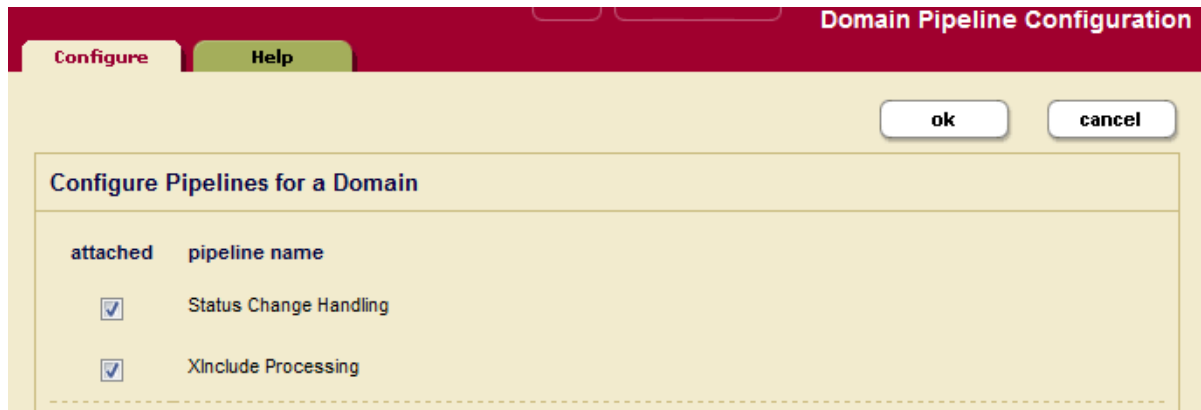 Domain Pipeline Configuration
Configure Help
ok cancel
Configure Pipelines for a Domain
attached pipeline name
Status Change Handling
XInclude Processing